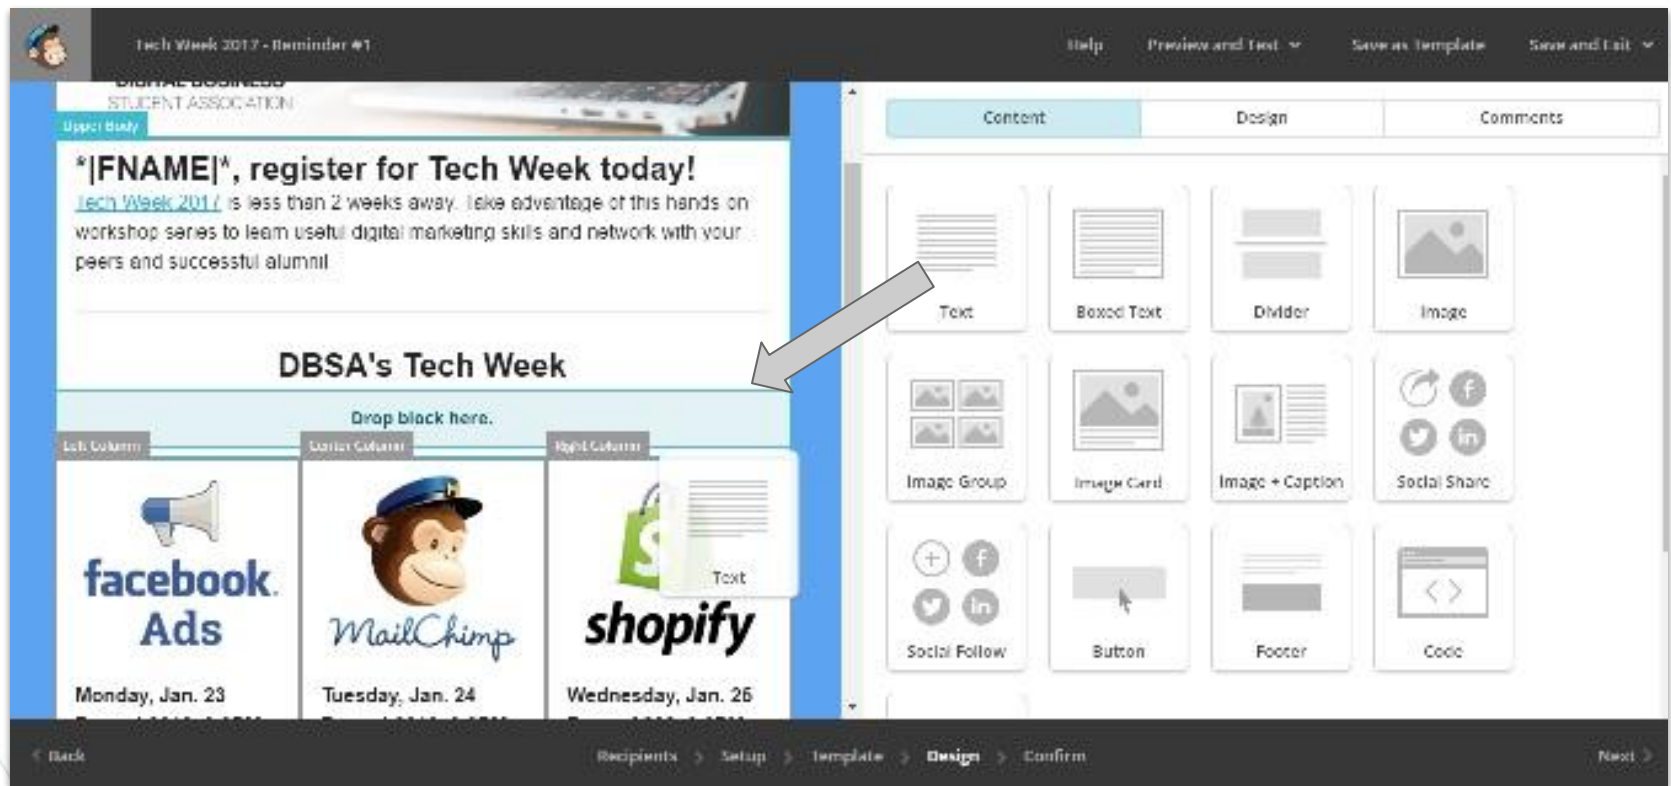 Tech Week 2017 - Reminder #1
Help
Preview and Test
Save as Template
Save and Exit
DIGITAL BUSINESS
STUDENT ASSOCIATION
Upper Body
*|FNAME|*, register for Tech Week today!
Tech Week 2017 is less than 2 weeks away. Take advantage of this hands on
workshop series to learn useful digital marketing skills and network with your
peers and successful alumni!
DBSA's Tech Week
Drop block here.
Left Column
Center Column
Right Column
facebook
Ads
MailChimp
shopify
Text
Monday, Jan. 23
Tuesday, Jan. 24
Wednesday, Jan. 25
Content
Design
Comments
Text
Boxed Text
Divider
Image
Image Group
Image Card
Image + Caption
Social Share
Social Follow
Button
Footer
Code
< Back
Recipients > Setup > Template > Design > Confirm
Next >